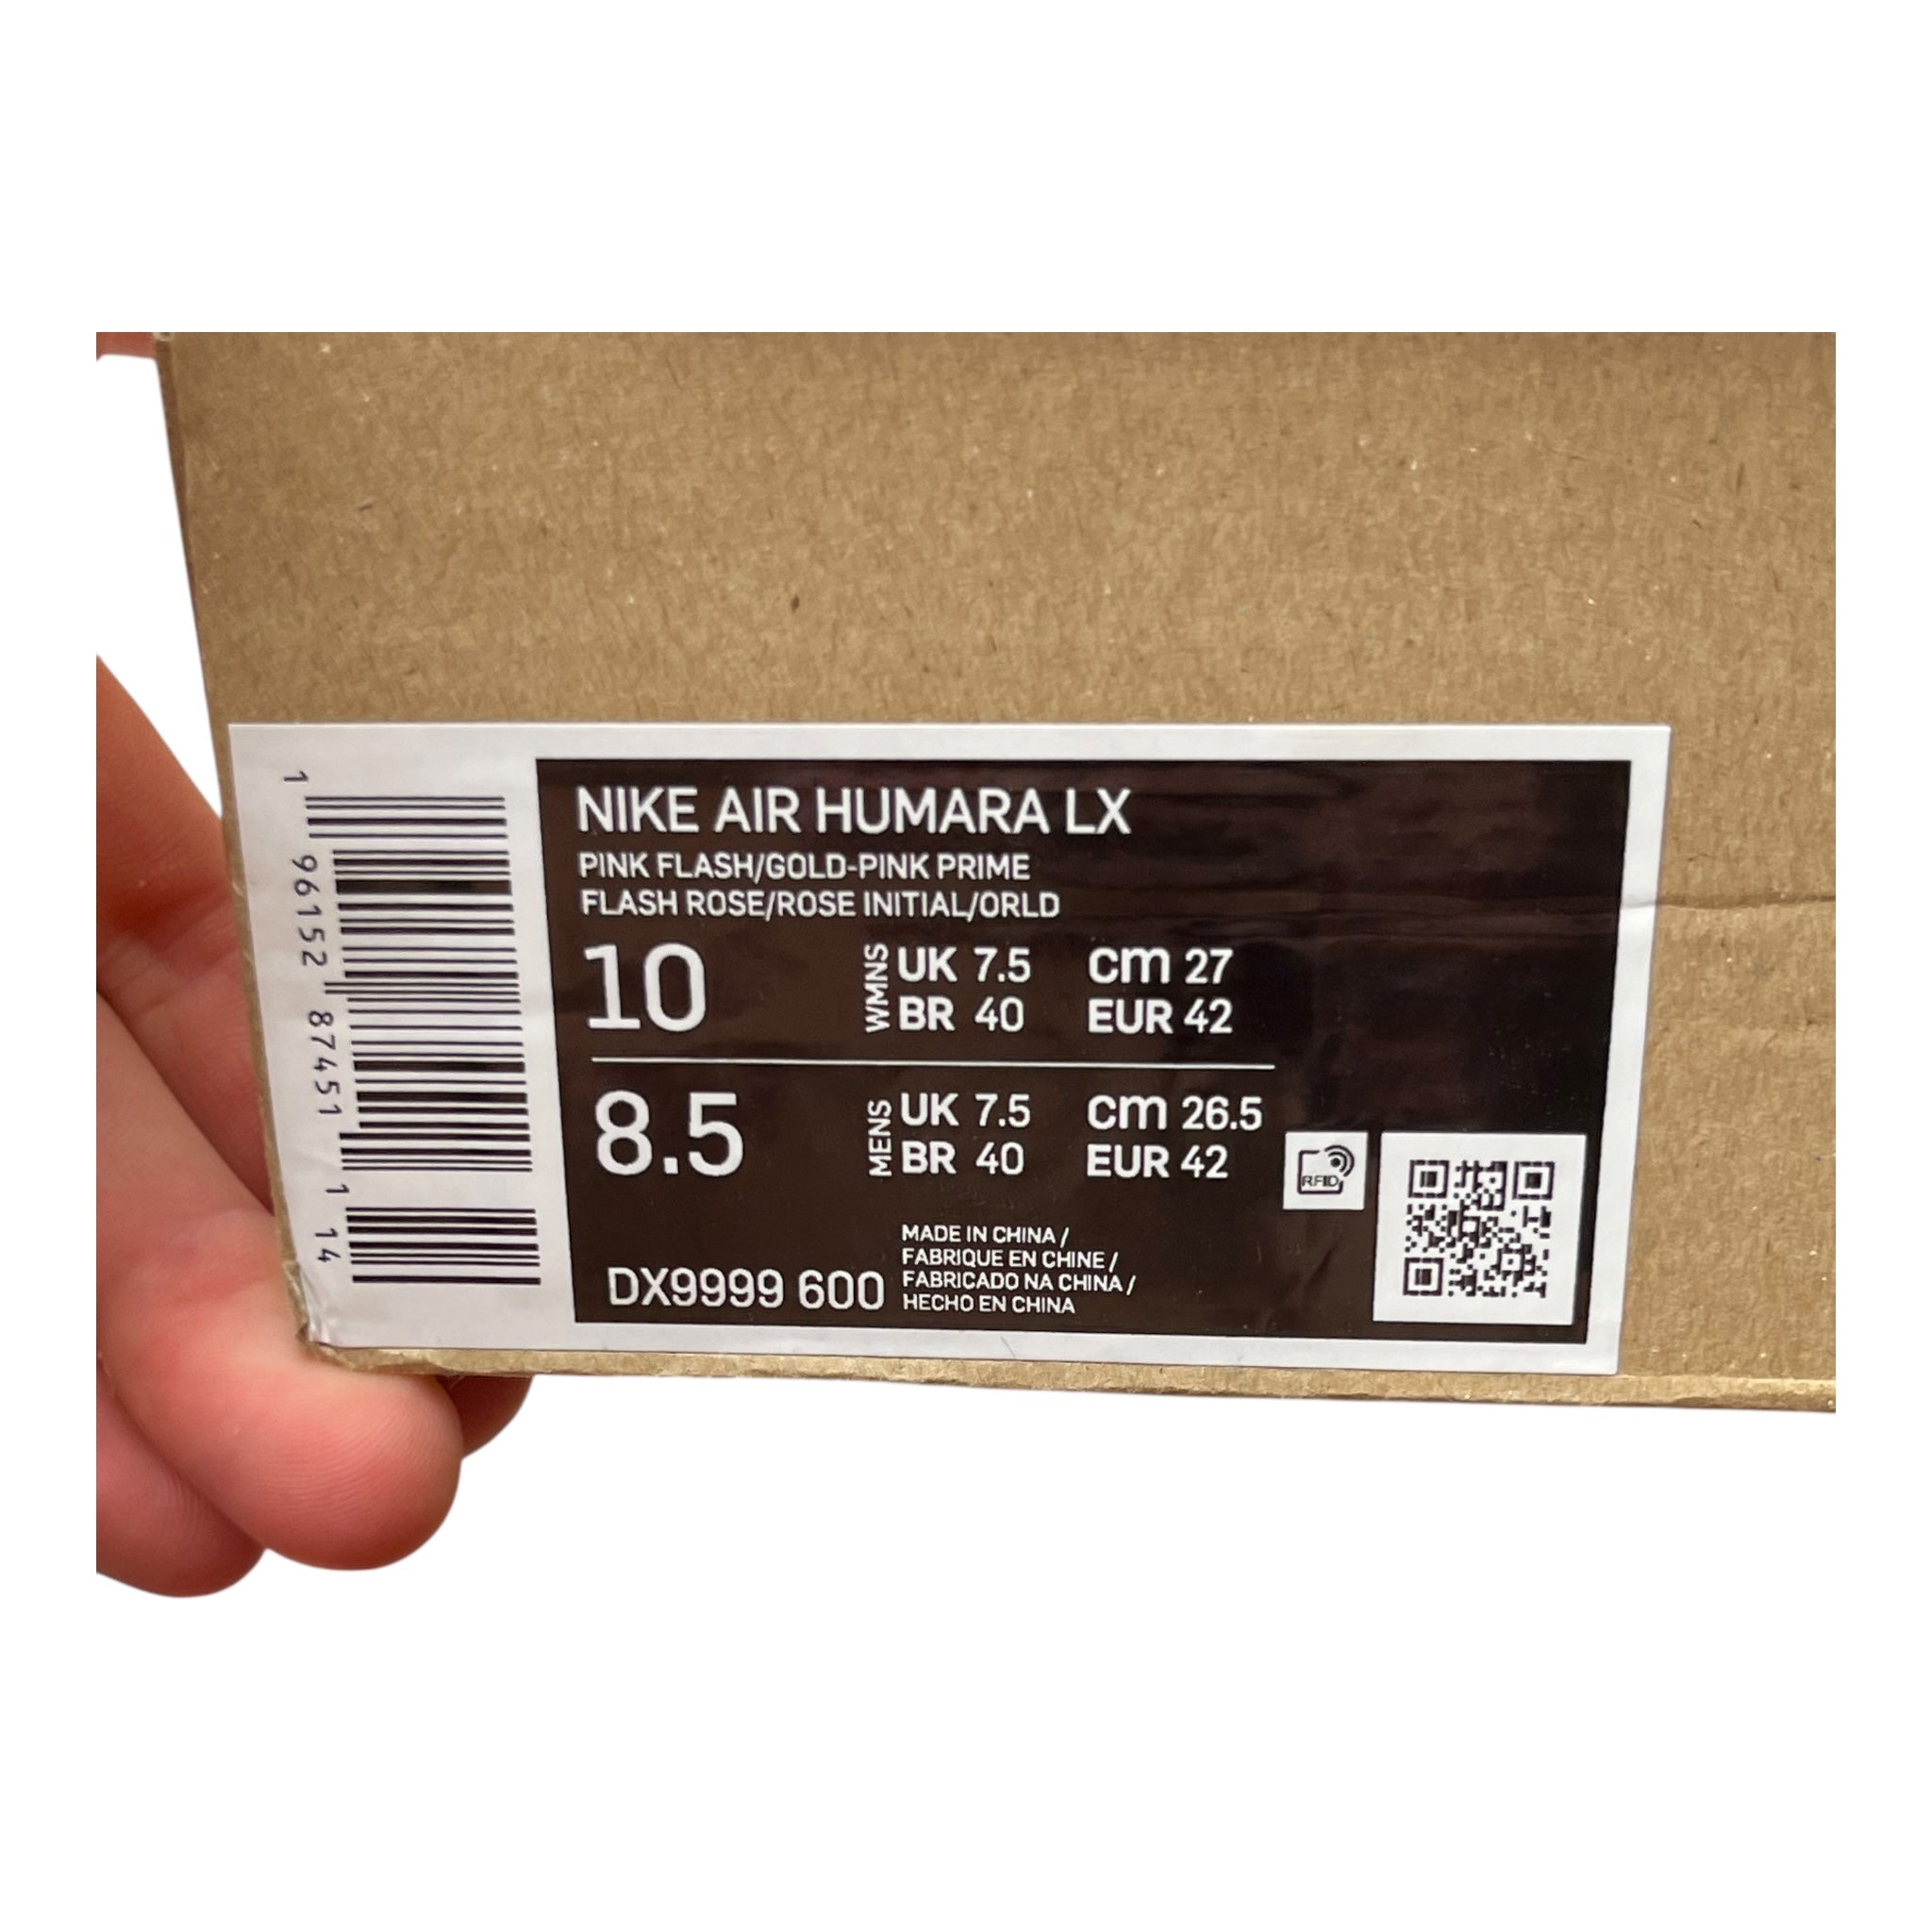 NIKE AIR HUMARA LX
PINK FLASH/GOLD-PINK PRIME
FLASH ROSE/ROSE INITIAL/ORLD
10 WMNS UK 7.5 cm 27
BR 40 EUR 42
8.5 MENS UK 7.5 cm 26.5
BR 40 EUR 42
RFID
MADE IN CHINA /
FABRIQUE EN CHINE /
FABRICADO NA CHINA /
HECHO EN CHINA
DX9999 600
1 96152 87451 1 14